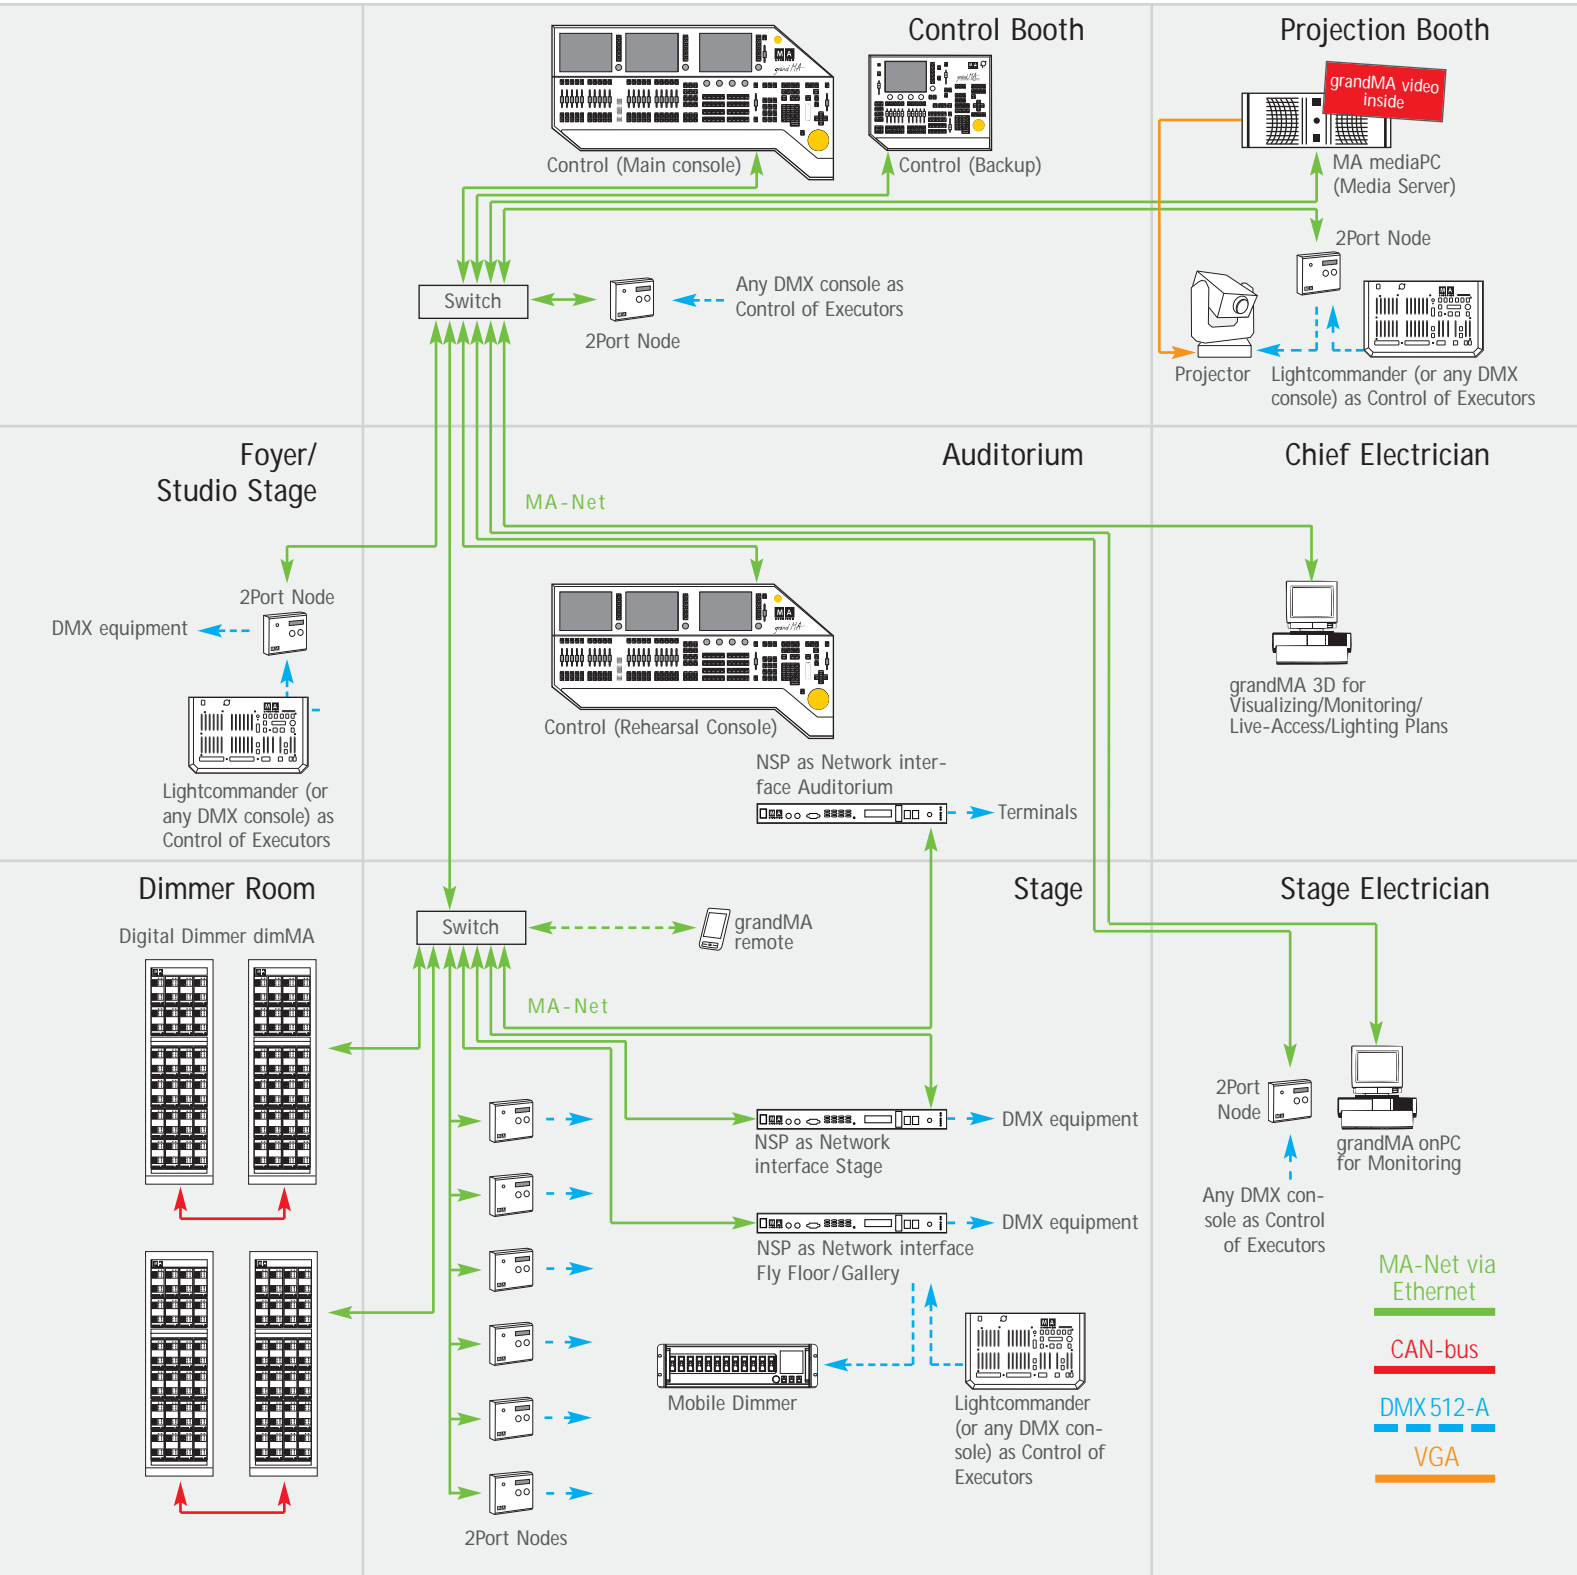 Control Booth
Projection Booth
grandMA video
inside
Control (Main console)
Control (Backup)
MA mediaPC
(Media Server)
2Port Node
Switch
Any DMX console as
Control of Executors
2Port Node
Projector
Lightcommander (or any DMX
console) as Control of Executors
Foyer/
Studio Stage
Auditorium
Chief Electrician
MA-Net
2Port Node
DMX equipment
Lightcommander (or
any DMX console) as
Control of Executors
grand MA
Control (Rehearsal Console)
grandMA 3D for
Visualizing/Monitoring/
Live-Access/Lighting Plans
NSP as Network inter-
face Auditorium
Terminals
Dimmer Room
Stage
Stage Electrician
Digital Dimmer dimMA
Switch
grandMA
remote
MA-Net
2Port
Node
grandMA onPC
for Monitoring
DMX equipment
NSP as Network
interface Stage
Any DMX con-
sole as Control
of Executors
DMX equipment
NSP as Network interface
Fly Floor/Gallery
Mobile Dimmer
Lightcommander
(or any DMX con-
sole) as Control of
Executors
2Port Nodes
MA-Net via
Ethernet
CAN-bus
DMX512-A
VGA